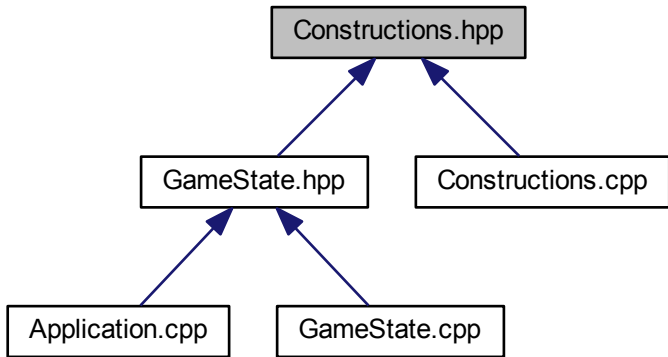 Constructions.hpp
GameState.hpp
Constructions.cpp
Application.cpp
GameState.cpp